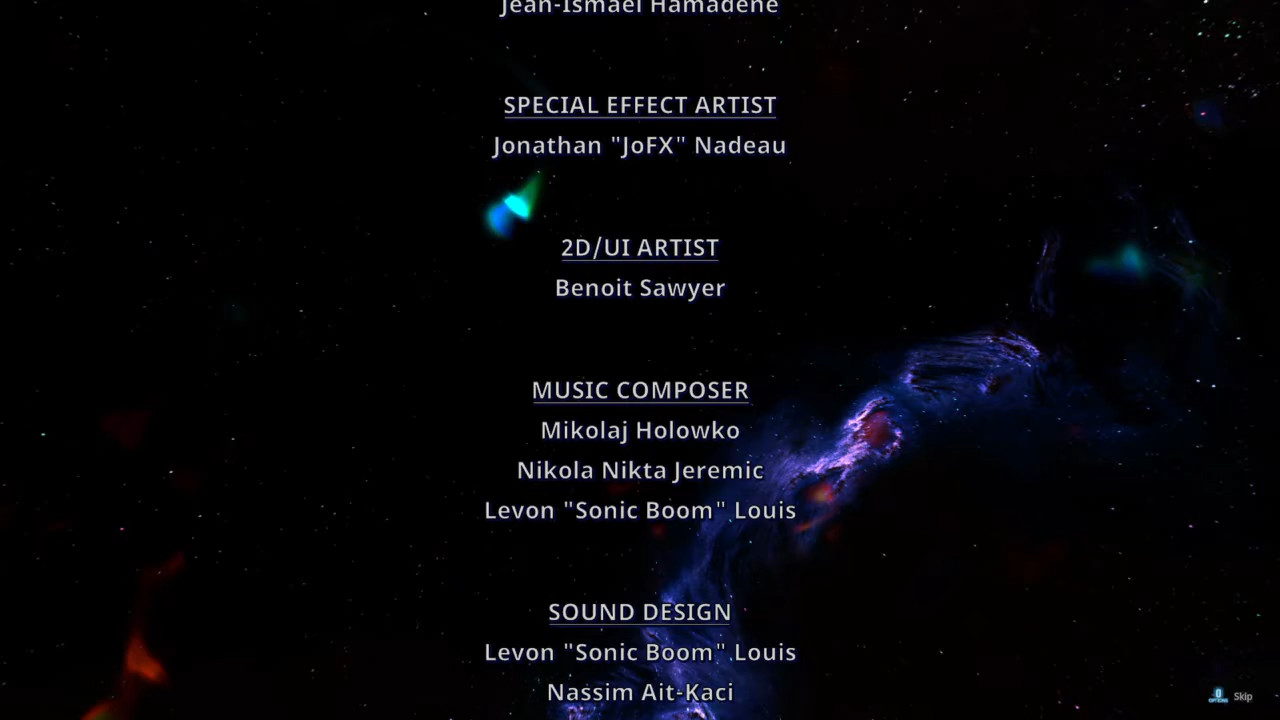 Jean-Ismael Hamadene
SPECIAL EFFECT ARTIST
Jonathan "JoFX" Nadeau
2D/UI ARTIST
Benoit Sawyer
MUSIC COMPOSER
Mikolaj Holowko
Nikola Nikta Jeremic
Levon "Sonic Boom" Louis
SOUND DESIGN
Levon "Sonic Boom" Louis
Nassim Ait-Kaci
OPTIONS Skip